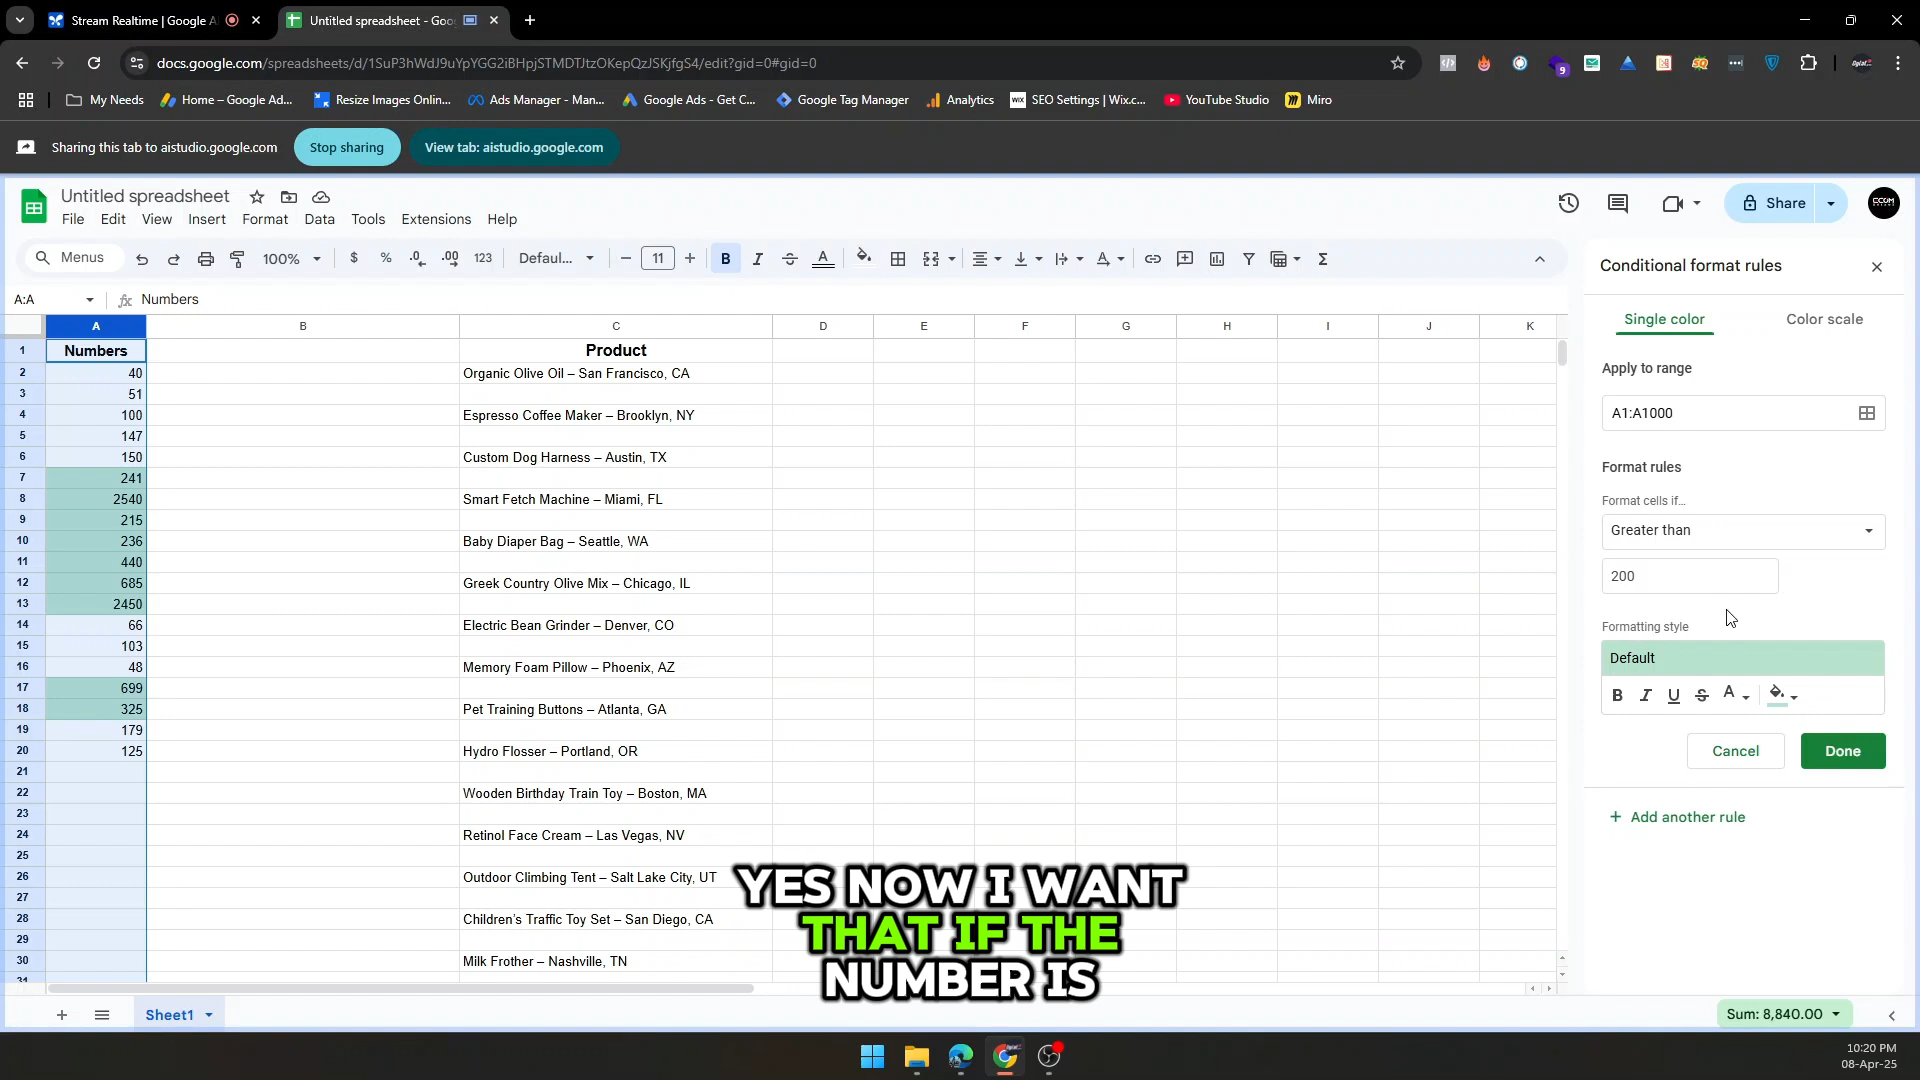 Stream Realtime | Google AI
Untitled spreadsheet - Goo
docs.google.com/spreadsheets/d/1SuP3hWdJ9uYpYGG2iBHpjSTMDTJtzOKepQzJSKjfgS4/edit?gid=0#gid=0
My Needs
Home – Google Ad...
Resize Images Onlin...
Ads Manager - Man...
Google Ads - Get C...
Google Tag Manager
Analytics
SEO Settings | Wix.c...
YouTube Studio
Miro
Sharing this tab to aistudio.google.com
Stop sharing
View tab: aistudio.google.com
Untitled spreadsheet
File Edit View Insert Format Data Tools Extensions Help
Share
Menus
100%
$ % .0 .00 123
Defaul...
11
A:A
Numbers
A B C D E F G H I J K
1 Numbers Product
2 40 Organic Olive Oil – San Francisco, CA
3 51
4 100 Espresso Coffee Maker – Brooklyn, NY
5 147
6 150 Custom Dog Harness – Austin, TX
7 241
8 2540 Smart Fetch Machine – Miami, FL
9 215
10 236 Baby Diaper Bag – Seattle, WA
11 440
12 685 Greek Country Olive Mix – Chicago, IL
13 2450
14 66 Electric Bean Grinder – Denver, CO
15 103
16 48 Memory Foam Pillow – Phoenix, AZ
17 699
18 325 Pet Training Buttons – Atlanta, GA
19 179
20 125 Hydro Flosser – Portland, OR
21
22 Wooden Birthday Train Toy – Boston, MA
23
24 Retinol Face Cream – Las Vegas, NV
25
26 Outdoor Climbing Tent – Salt Lake City, UT
27
28 Children's Traffic Toy Set – San Diego, CA
29
30 Milk Frother – Nashville, TN
31
Conditional format rules
Single color
Color scale
Apply to range
A1:A1000
Format rules
Format cells if…
Greater than
200
Formatting style
Default
B I U S A
Cancel
Done
Add another rule
YES NOW I WANT
THAT IF THE
NUMBER IS
Sheet1
Sum: 8,840.00
10:20 PM
08-Apr-25